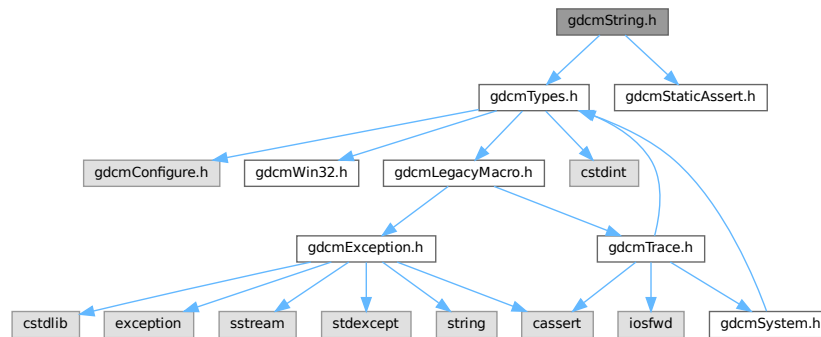 gdcmString.h
gdcmTypes.h
gdcmStaticAssert.h
gdcmConfigure.h
gdcmWin32.h
gdcmLegacyMacro.h
cstdint
gdcmException.h
gdcmTrace.h
cstdlib
exception
sstream
stdexcept
string
cassert
iosfwd
gdcmSystem.h